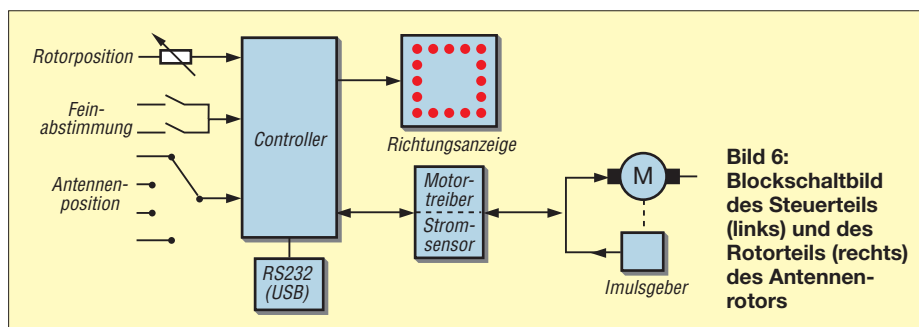 Rotorposition
Fein-
abstimmung
Antennen-
position
Controller
RS232
(USB)
Richtungsanzeige
Motor-
treiber
Strom-
sensor
M
Imulsgeber
Bild 6:
Blockschaltbild
des Steuerteils
(links) und des
Rotorteils (rechts)
des Antennen-
rotors